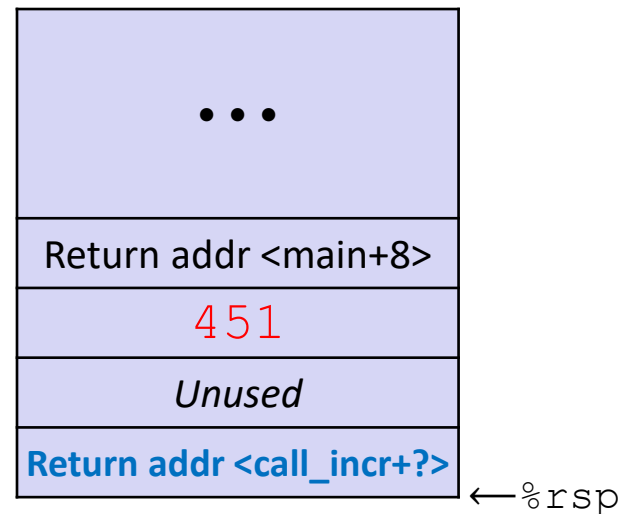 •••
Return addr <main+8>
451
Unused
Return addr <call_incr+?>
←%rsp